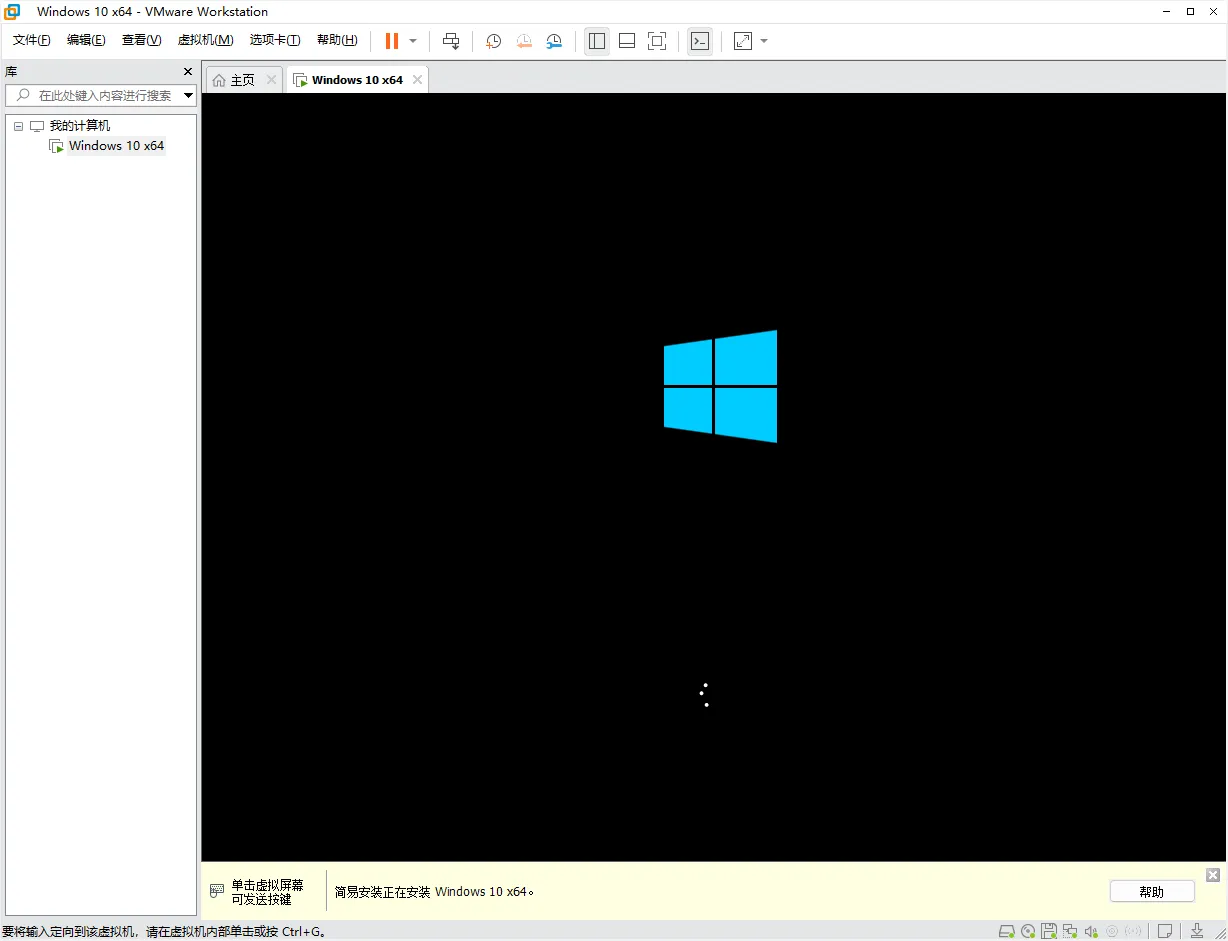 Windows 10 x64 - VMware Workstation
文件(F) 编辑(E) 查看(V) 虚拟机(M) 选项卡(T) 帮助(H)
库
在此处键入内容进行搜索
我的计算机
Windows 10 x64
主页
Windows 10 x64
单击虚拟屏幕
可发送按键
简易安装正在安装 Windows 10 x64。
帮助
要将输入定向到该虚拟机，请在虚拟机内部单击或按 Ctrl+G。